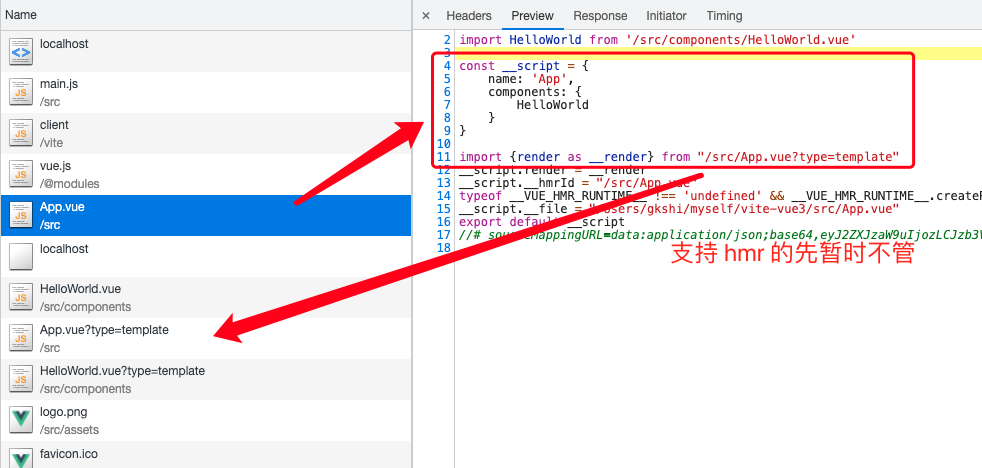 Name
localhost
main.js
/src
client
/vite
vue.js
/@modules
App.vue
/src
localhost
HelloWorld.vue
/src/components
App.vue?type=template
/src
HelloWorld.vue?type=template
/src/components
logo.png
/src/assets
favicon.ico
× Headers Preview Response Initiator Timing
2 import HelloWorld from '/src/components/HelloWorld.vue'
3
4 const __script = {
5 name: 'App',
6 components: {
7 HelloWorld
8 }
9 }
10
11 import {render as __render} from "/src/App.vue?type=template"
12 __script.render = __render
13 __script.__hmrId = "/src/App.vue"
14 typeof __VUE_HMR_RUNTIME__ !== 'undefined' && __VUE_HMR_RUNTIME__.createR
15 __script.__file = "/Users/gkshi/myself/vite-vue3/src/App.vue"
16 export default __script
17 //# sourceMappingURL=data:application/json;base64,eyJ2ZXJzaW9uIjozLCJzb3V
18
支持 hmr 的先暂时不管